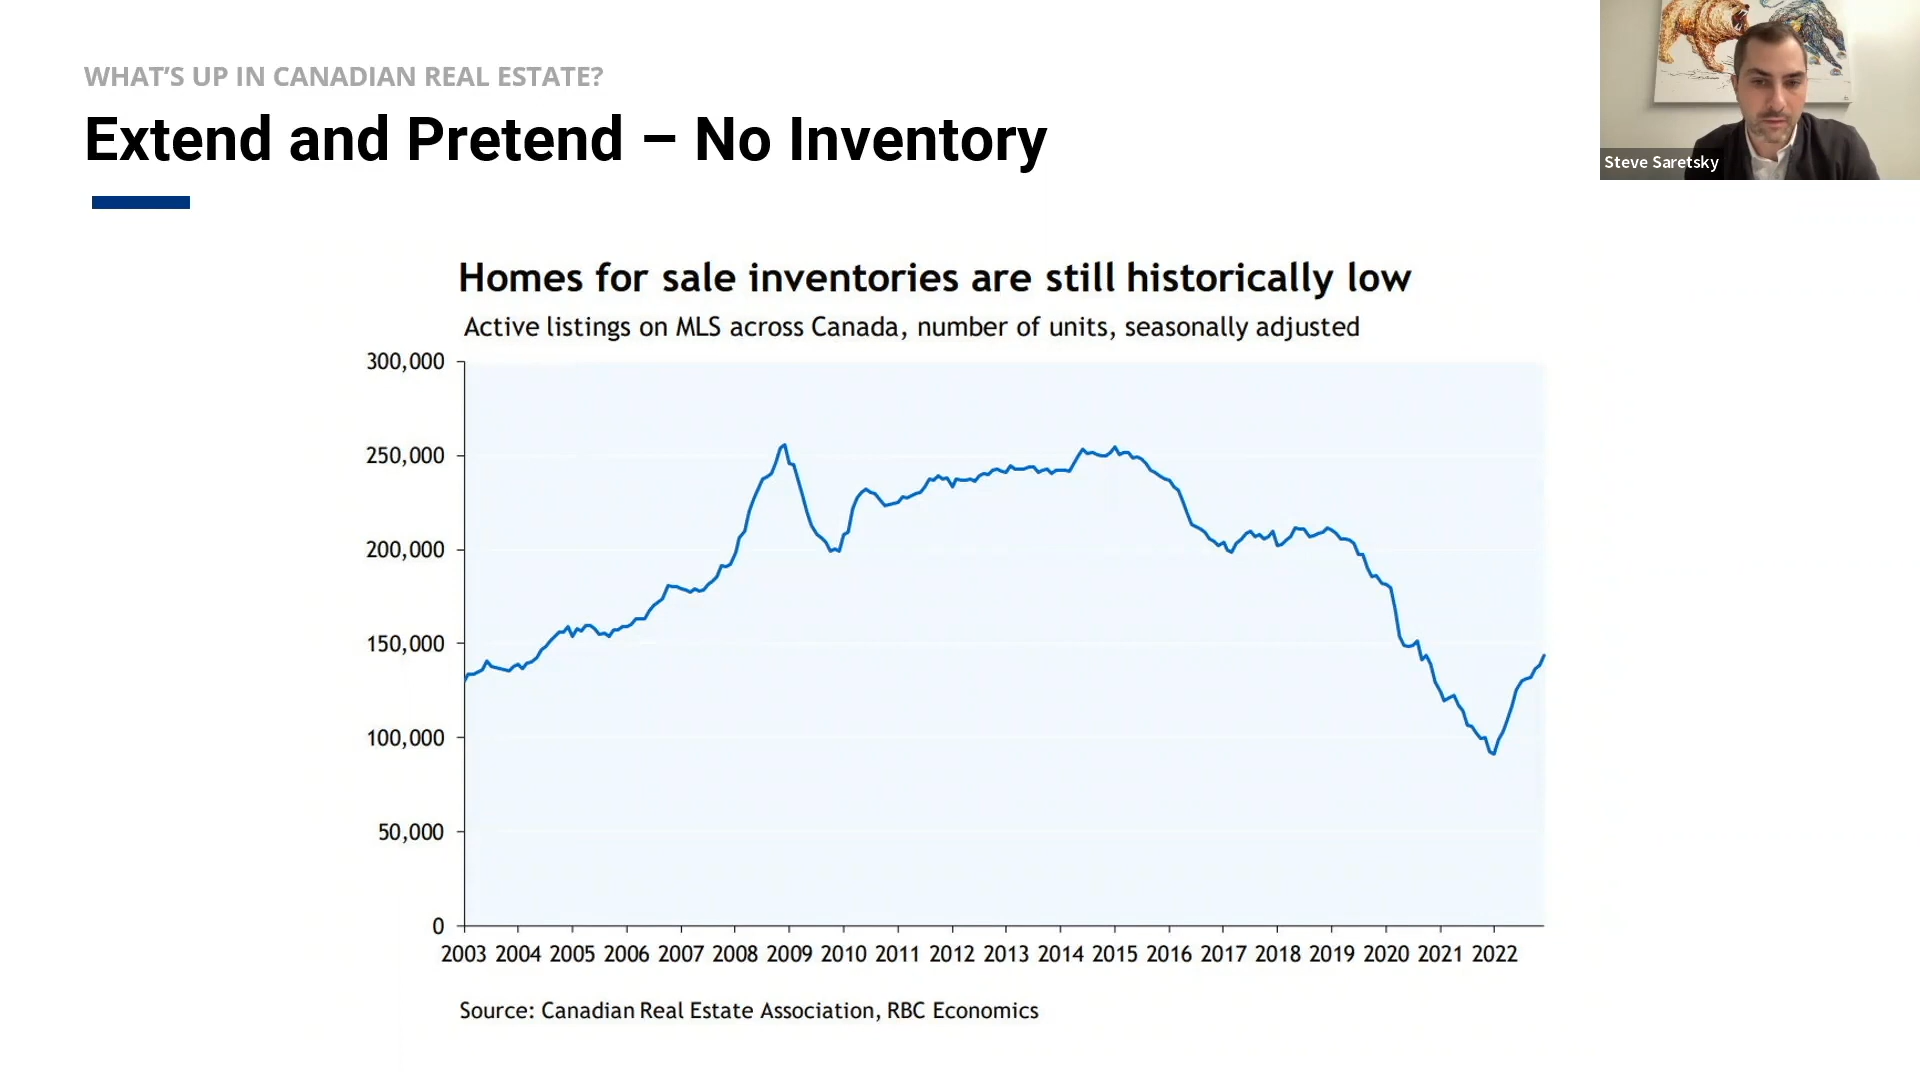 WHAT'S UP IN CANADIAN REAL ESTATE?
Extend and Pretend – No Inventory
Steve Saretsky
Homes for sale inventories are still historically low
Active listings on MLS across Canada, number of units, seasonally adjusted
300,000
250,000
200,000
150,000
100,000
50,000
0
2003 2004 2005 2006 2007 2008 2009 2010 2011 2012 2013 2014 2015 2016 2017 2018 2019 2020 2021 2022
Source: Canadian Real Estate Association, RBC Economics